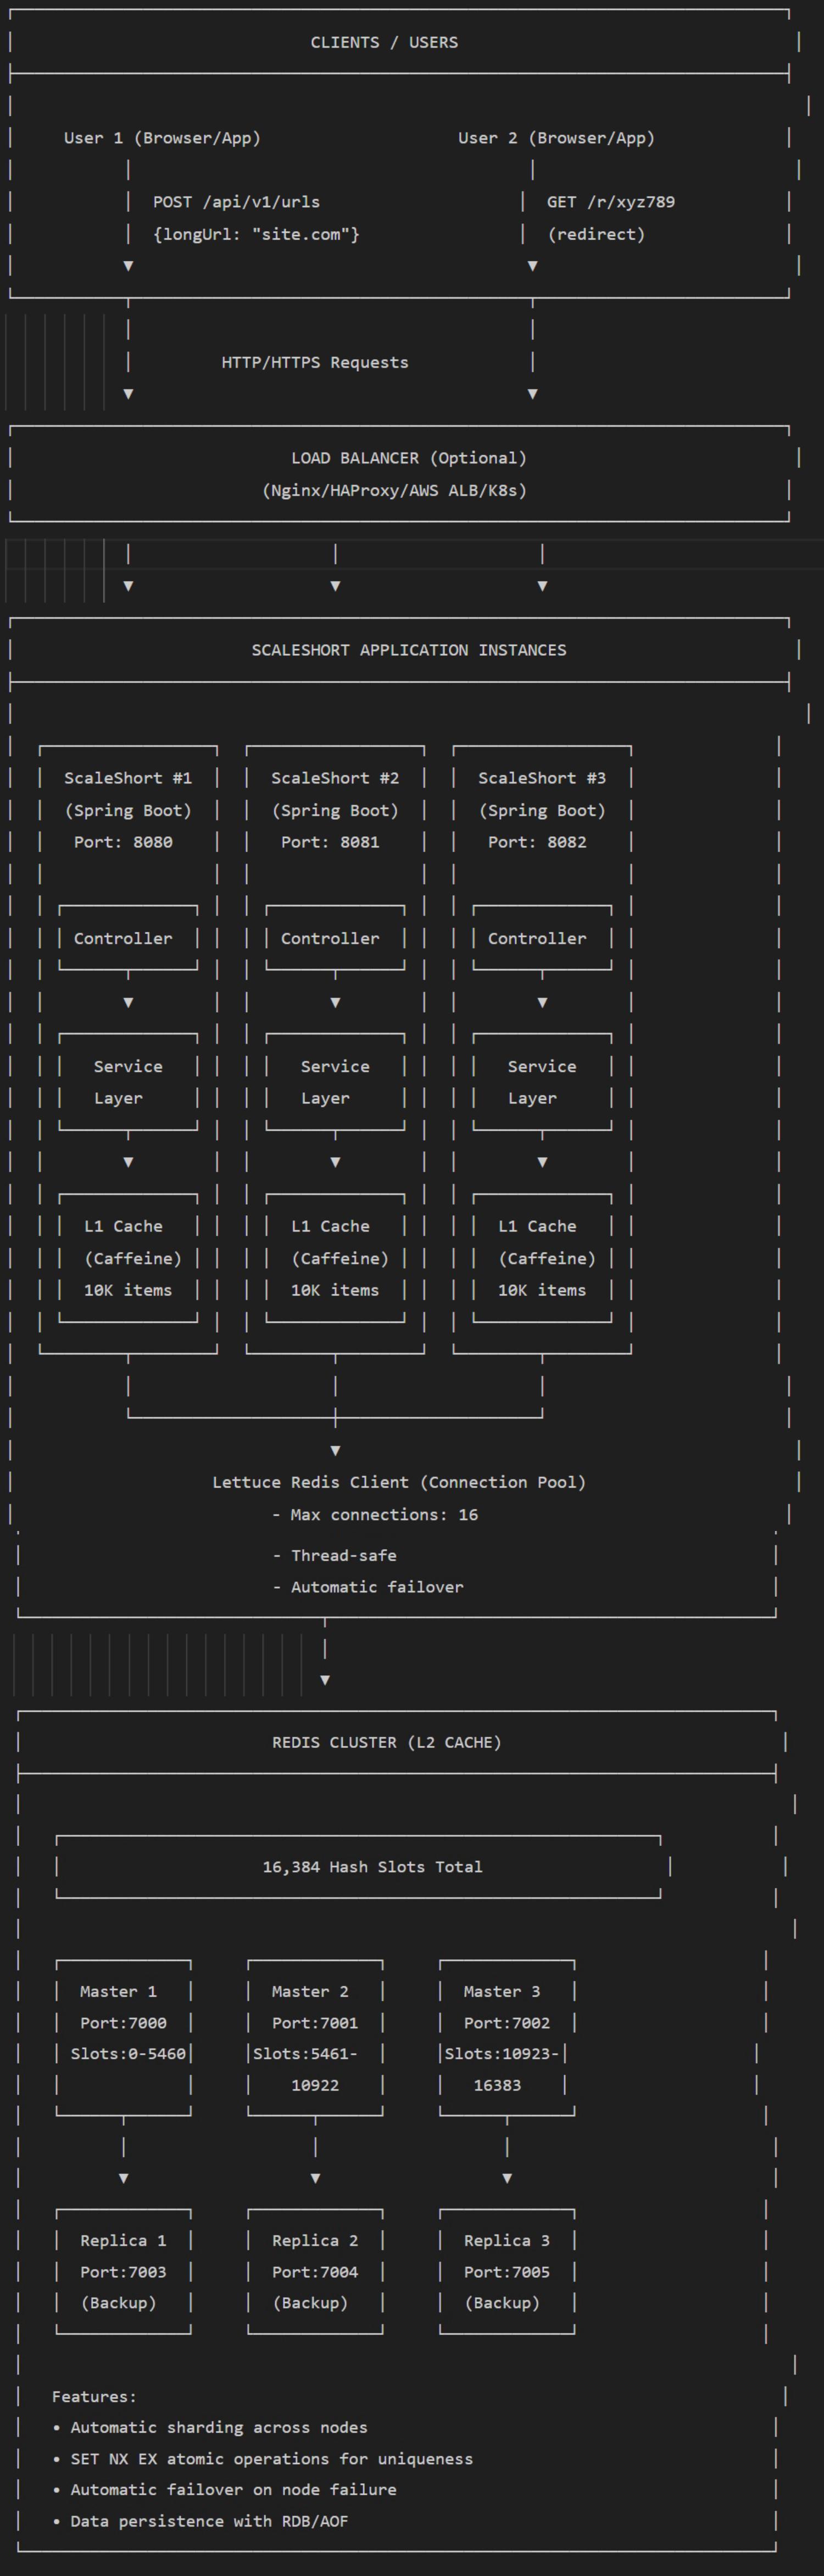 CLIENTS / USERS
User 1 (Browser/App) User 2 (Browser/App)
POST /api/v1/urls GET /r/xyz789
{longUrl: "site.com"} (redirect)
HTTP/HTTPS Requests
LOAD BALANCER (Optional)
(Nginx/HAProxy/AWS ALB/K8s)
SCALESHORT APPLICATION INSTANCES
ScaleShort #1 ScaleShort #2 ScaleShort #3
(Spring Boot) (Spring Boot) (Spring Boot)
Port: 8080 Port: 8081 Port: 8082
Controller Controller Controller
Service Service Service
Layer Layer Layer
L1 Cache L1 Cache L1 Cache
(Caffeine) (Caffeine) (Caffeine)
10K items 10K items 10K items
Lettuce Redis Client (Connection Pool)
- Max connections: 16
- Thread-safe
- Automatic failover
REDIS CLUSTER (L2 CACHE)
16,384 Hash Slots Total
Master 1 Master 2 Master 3
Port:7000 Port:7001 Port:7002
Slots:0-5460 Slots:5461- Slots:10923-
10922 16383
Replica 1 Replica 2 Replica 3
Port:7003 Port:7004 Port:7005
(Backup) (Backup) (Backup)
Features:
• Automatic sharding across nodes
• SET NX EX atomic operations for uniqueness
• Automatic failover on node failure
• Data persistence with RDB/AOF